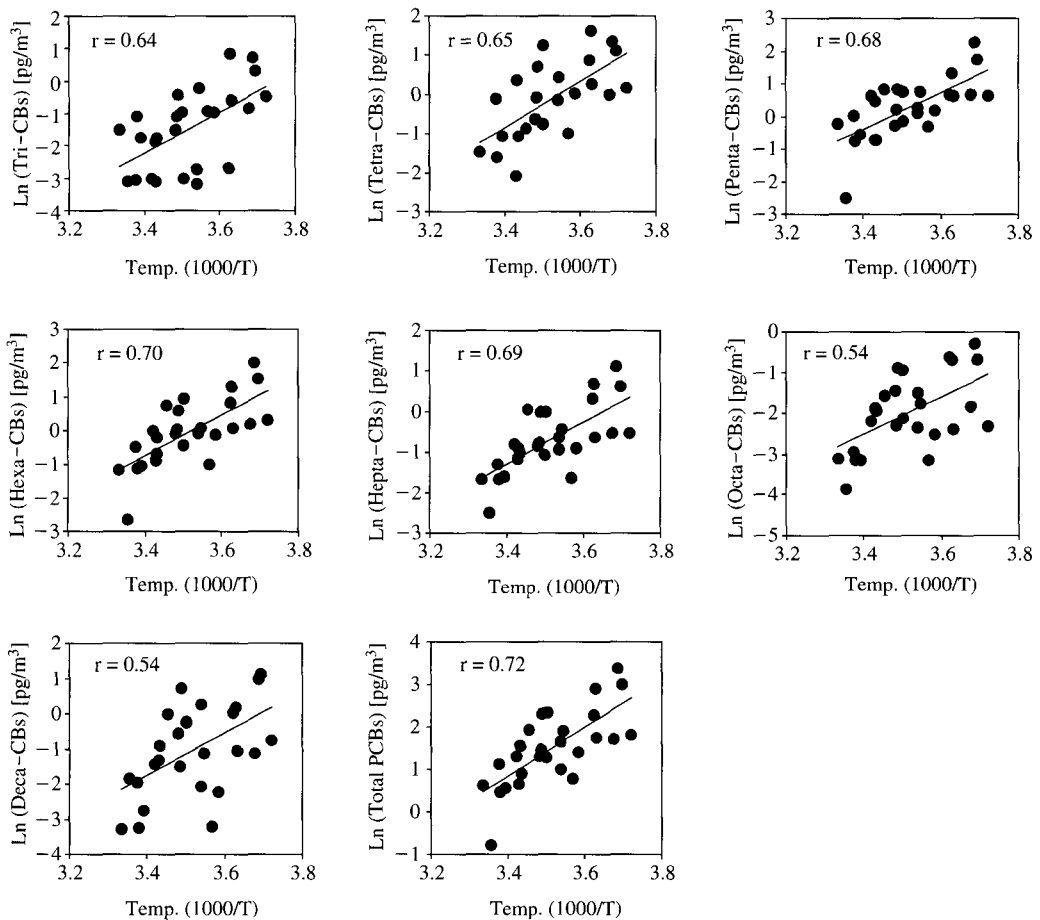 Ln (Tri-CBs) [pg/m³]
2
1
0
−1
−2
−3
−4
r = 0.64
3.2 3.4 3.6 3.8
Temp. (1000/T)
Ln (Tetra-CBs) [pg/m³]
2
1
0
−1
−2
−3
r = 0.65
3.2 3.4 3.6 3.8
Temp. (1000/T)
Ln (Penta-CBs) [pg/m³]
3
2
1
0
−1
−2
−3
r = 0.68
3.2 3.4 3.6 3.8
Temp. (1000/T)
Ln (Hexa-CBs) [pg/m³]
3
2
1
0
−1
−2
−3
r = 0.70
3.2 3.4 3.6 3.8
Temp. (1000/T)
Ln (Hepta-CBs) [pg/m³]
2
1
0
−1
−2
−3
r = 0.69
3.2 3.4 3.6 3.8
Temp. (1000/T)
Ln (Octa-CBs) [pg/m³]
−0
−1
−2
−3
−4
−5
r = 0.54
3.2 3.4 3.6 3.8
Temp. (1000/T)
Ln (Deca-CBs) [pg/m³]
2
1
0
−1
−2
−3
−4
r = 0.54
3.2 3.4 3.6 3.8
Temp. (1000/T)
Ln (Total PCBs) [pg/m³]
4
3
2
1
0
−1
r = 0.72
3.2 3.4 3.6 3.8
Temp. (1000/T)